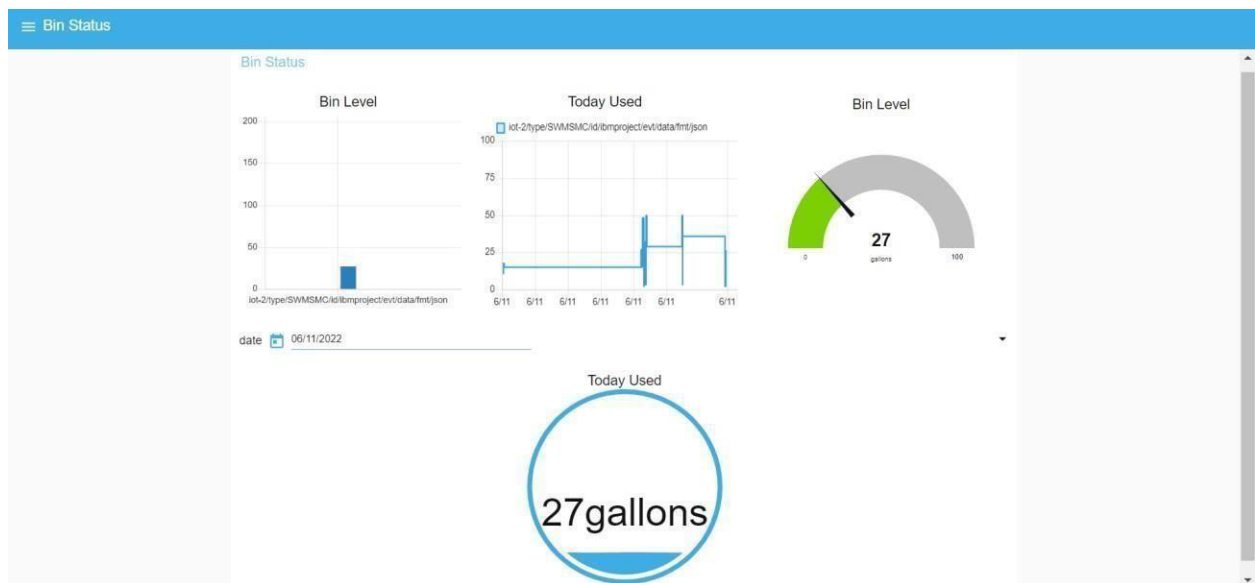 Bin Status
Bin Status
Bin Level
200
150
100
50
0
iot-2/type/SWMSMC/id/ibmproject/evt/data/fmt/json
Today Used
iot-2/type/SWMSMC/id/ibmproject/evt/data/fmt/json
100
75
50
25
0
6/11 6/11 6/11 6/11 6/11 6/11 6/11
Bin Level
27
gallons
0 100
date 06/11/2022
Today Used
27gallons